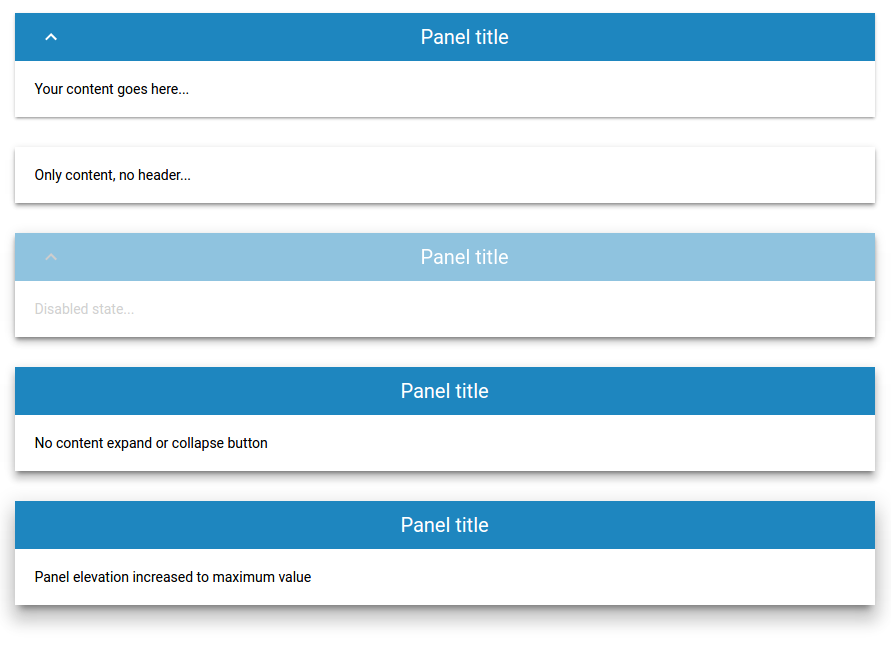 Panel title
Your content goes here...
Only content, no header...
Panel title
Disabled state...
Panel title
No content expand or collapse button
Panel title
Panel elevation increased to maximum value